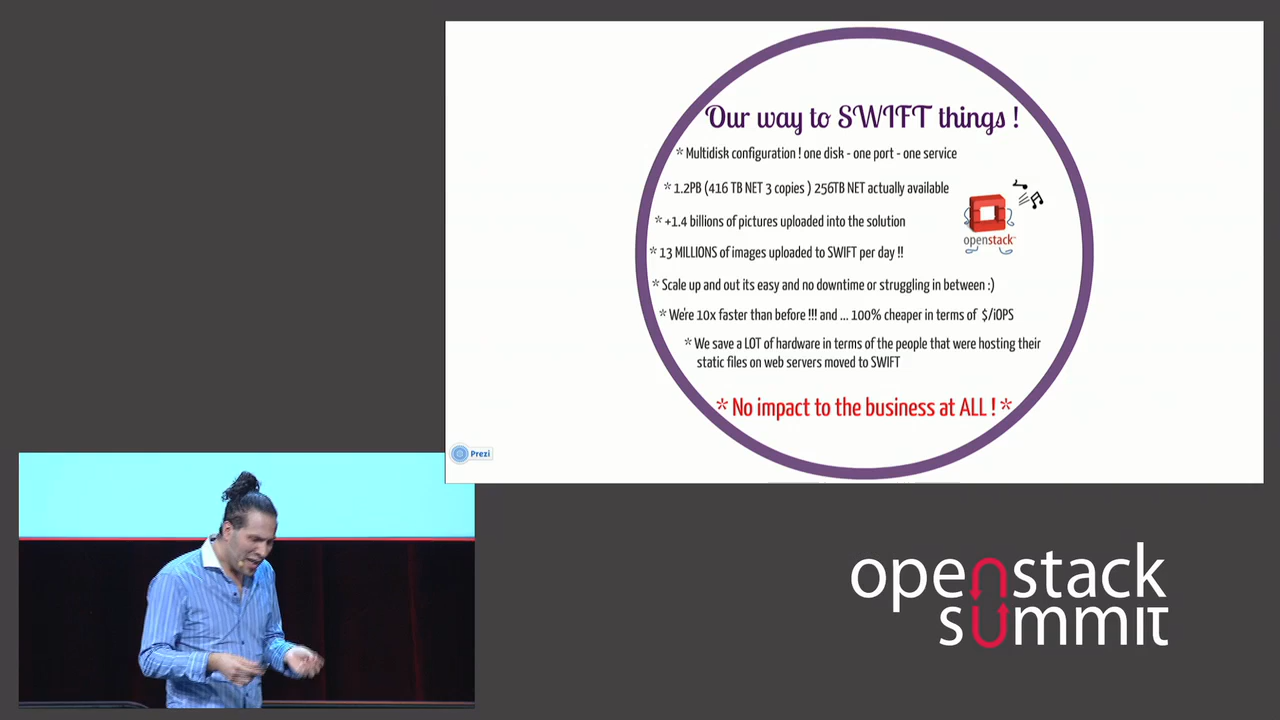 Our way to SWIFT things !
* Multidisk configuration ! one disk - one port - one service
* 1.2PB (416 TB NET 3 copies ) 256TB NET actually available
* +1.4 billions of pictures uploaded into the solution
* 13 MILLIONS of images uploaded to SWIFT per day !!
openstack™
* Scale up and out its easy and no downtime or struggling in between :)
* We're 10x faster than before !!! and ... 100% cheaper in terms of $/iOPS
* We save a LOT of hardware in terms of the people that were hosting their
static files on web servers moved to SWIFT
* No impact to the business at ALL ! *
Prezi
openstack
summit